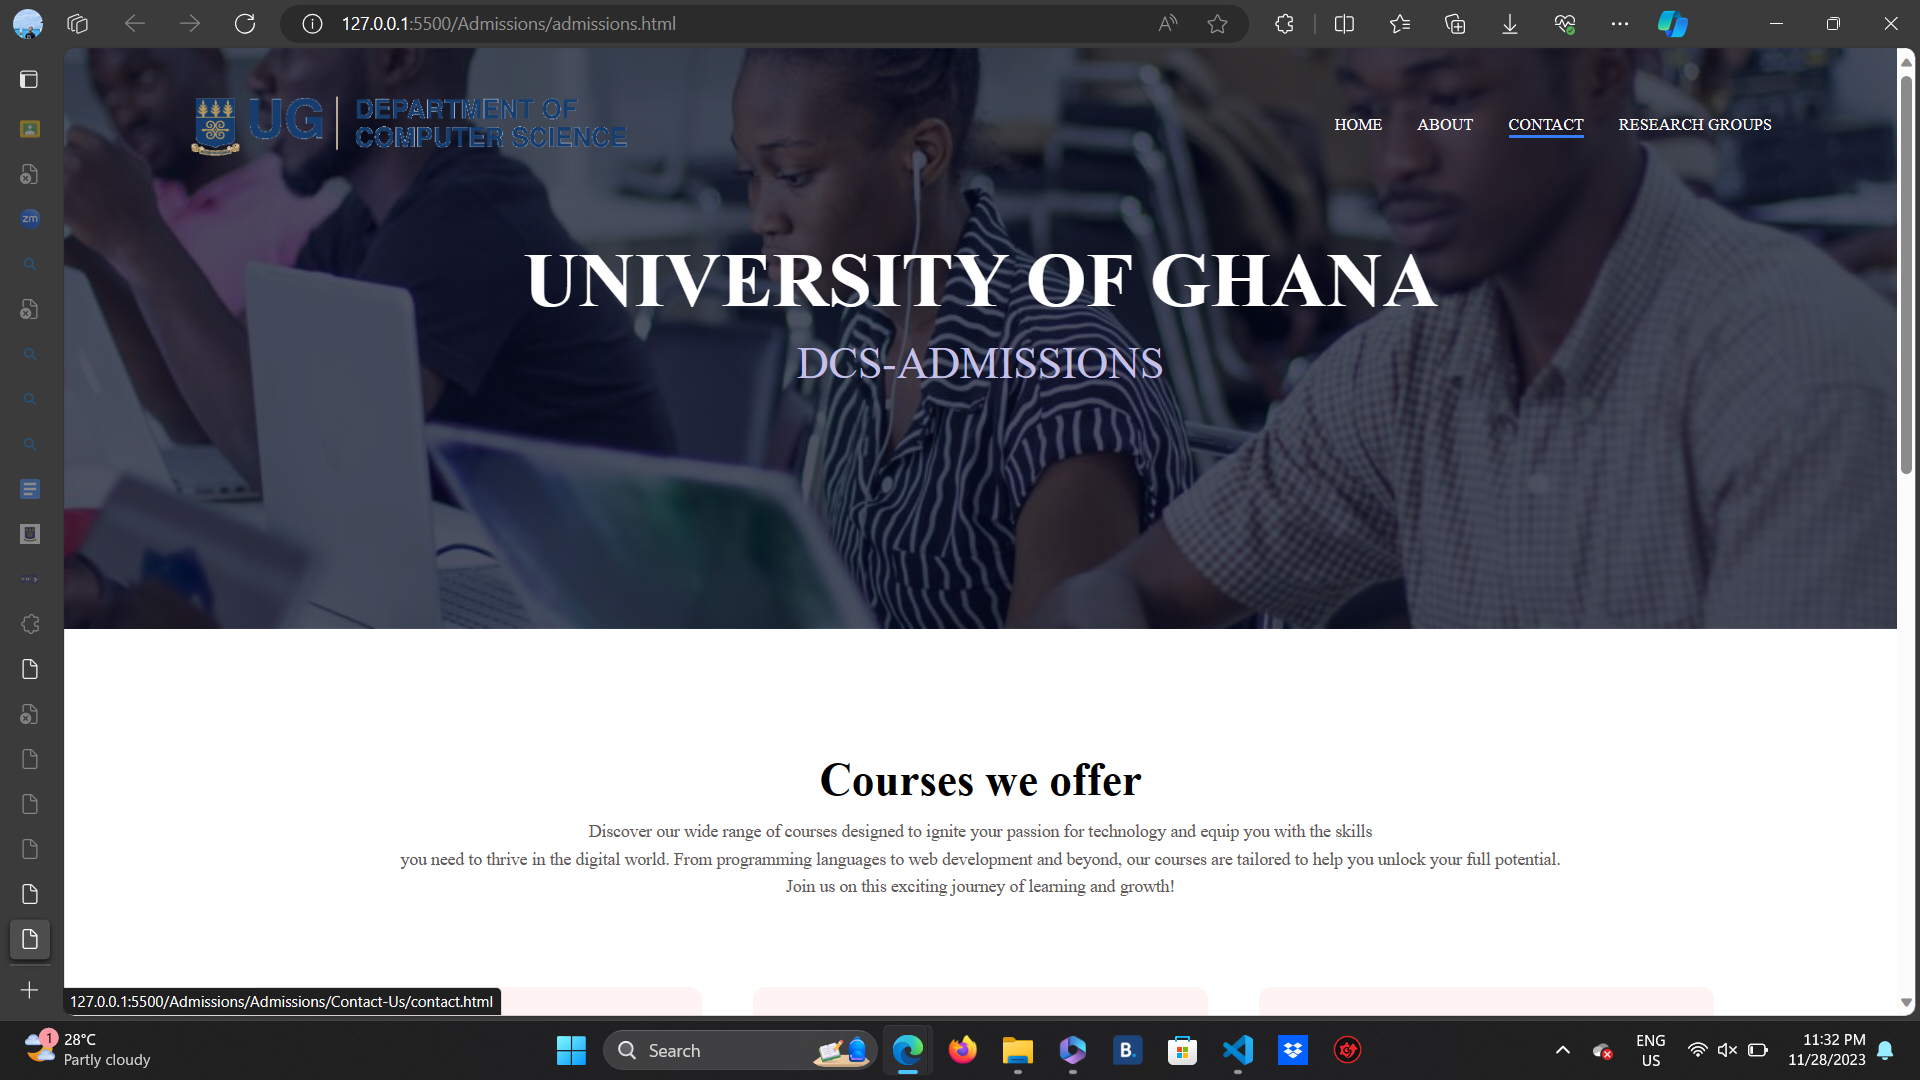 127.0.0.1:5500/Admissions/admissions.html
zm
UG
DEPARTMENT OF
COMPUTER SCIENCE
HOME
ABOUT
CONTACT
RESEARCH GROUPS
UNIVERSITY OF GHANA
DCS-ADMISSIONS
Courses we offer
Discover our wide range of courses designed to ignite your passion for technology and equip you with the skills
you need to thrive in the digital world. From programming languages to web development and beyond, our courses are tailored to help you unlock your full potential.
Join us on this exciting journey of learning and growth!
127.0.0.1:5500/Admissions/Admissions/Contact-Us/contact.html
1
28°C
Partly cloudy
Search
B.
ENG
US
11:32 PM
11/28/2023